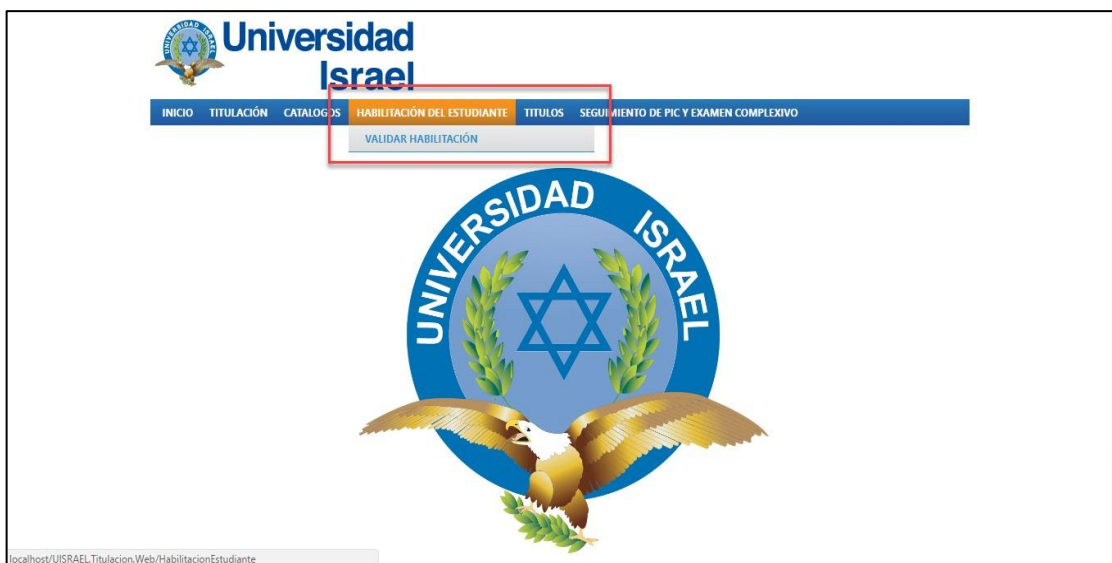 Universidad
Israel
INICIO TITULACIÓN CATALOGOS HABILITACIÓN DEL ESTUDIANTE TITULOS SEGUIMIENTO DE PIC Y EXAMEN COMPLEXIVO
VALIDAR HABILITACIÓN
UNIVERSIDAD ISRAEL
localhost/UISRAEL.Titulacion.Web/HabilitacionEstudiante